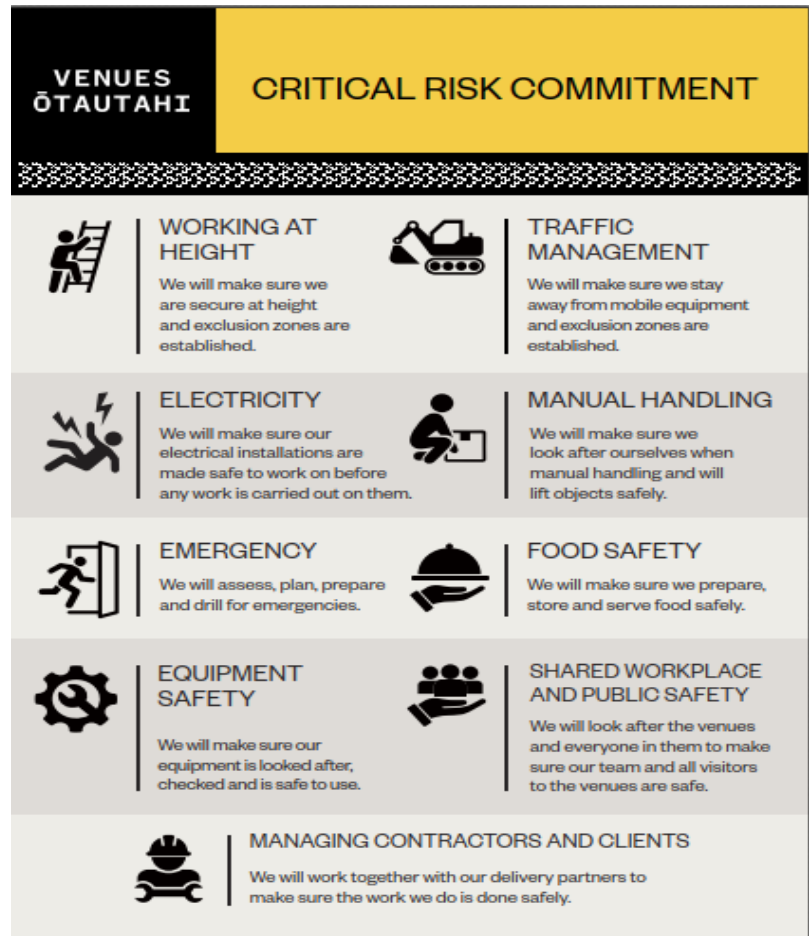 VENUES
ŌTAUTAHI
CRITICAL RISK COMMITMENT
WORKING AT
HEIGHT
We will make sure we
are secure at height
and exclusion zones are
established.
TRAFFIC
MANAGEMENT
We will make sure we stay
away from mobile equipment
and exclusion zones are
established.
ELECTRICITY
We will make sure our
electrical installations are
made safe to work on before
any work is carried out on them.
MANUAL HANDLING
We will make sure we
look after ourselves when
manual handling and will
lift objects safely.
EMERGENCY
We will assess, plan, prepare
and drill for emergencies.
FOOD SAFETY
We will make sure we prepare,
store and serve food safely.
EQUIPMENT
SAFETY
We will make sure our
equipment is looked after,
checked and is safe to use.
SHARED WORKPLACE
AND PUBLIC SAFETY
We will look after the venues
and everyone in them to make
sure our team and all visitors
to the venues are safe.
MANAGING CONTRACTORS AND CLIENTS
We will work together with our delivery partners to
make sure the work we do is done safely.